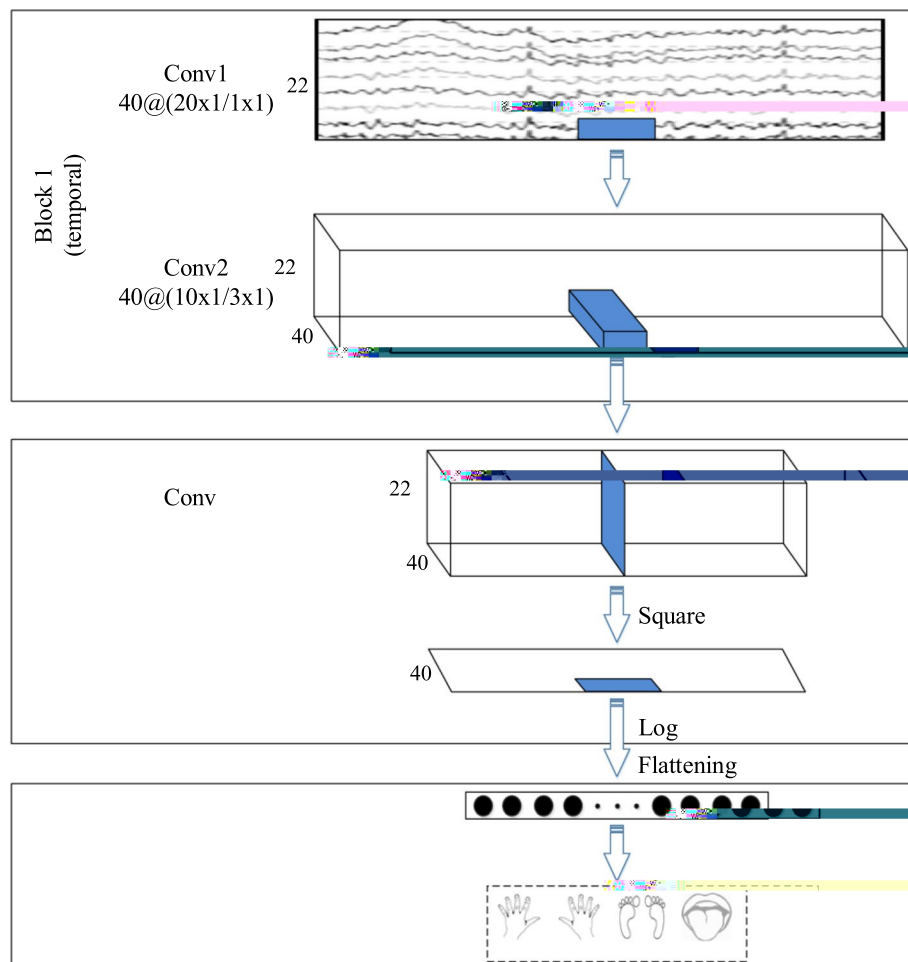 Conv1
40@(20x1/1x1)
22
Block 1
(temporal)
Conv2
40@(10x1/3x1)
22
40
Conv
22
40
Square
40
Log
Flattening